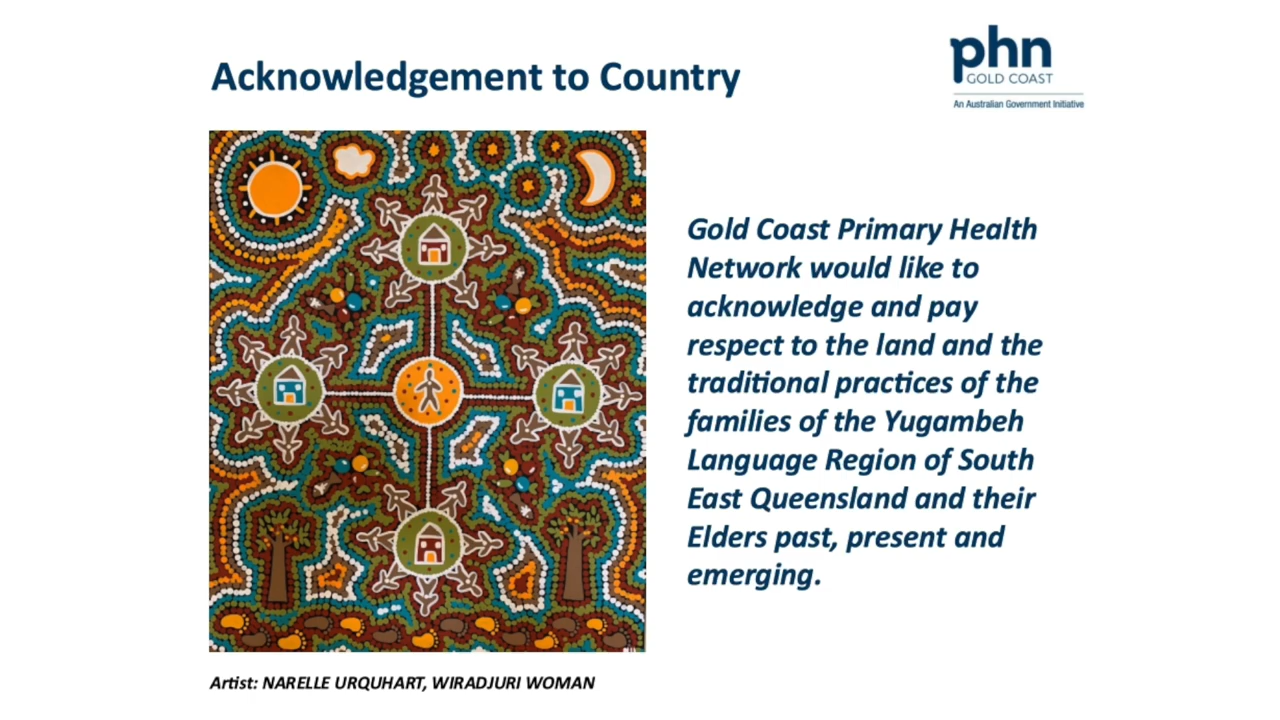 Acknowledgement to Country
phn
GOLD COAST
An Australian Government Initiative
Gold Coast Primary Health
Network would like to
acknowledge and pay
respect to the land and the
traditional practices of the
families of the Yugambeh
Language Region of South
East Queensland and their
Elders past, present and
emerging.
Artist: NARELLE URQUHART, WIRADJURI WOMAN